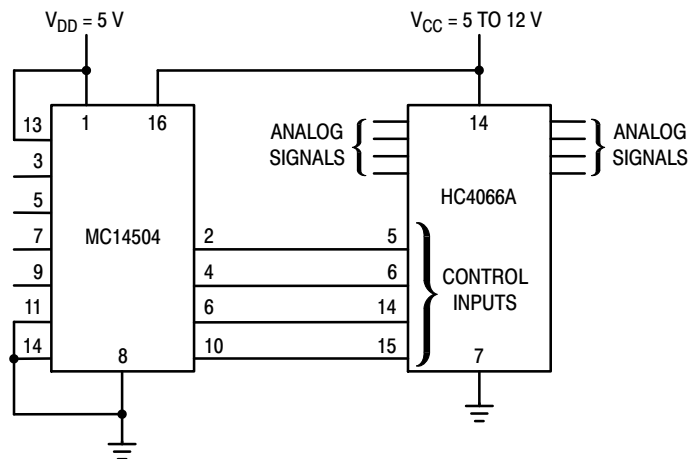 V_DD = 5 V
V_CC = 5 TO 12 V
13
1
16
3
5
7
9
11
14
MC14504
8
2
4
6
10
ANALOG
SIGNALS
14
ANALOG
SIGNALS
HC4066A
5
6
14
15
CONTROL
INPUTS
7